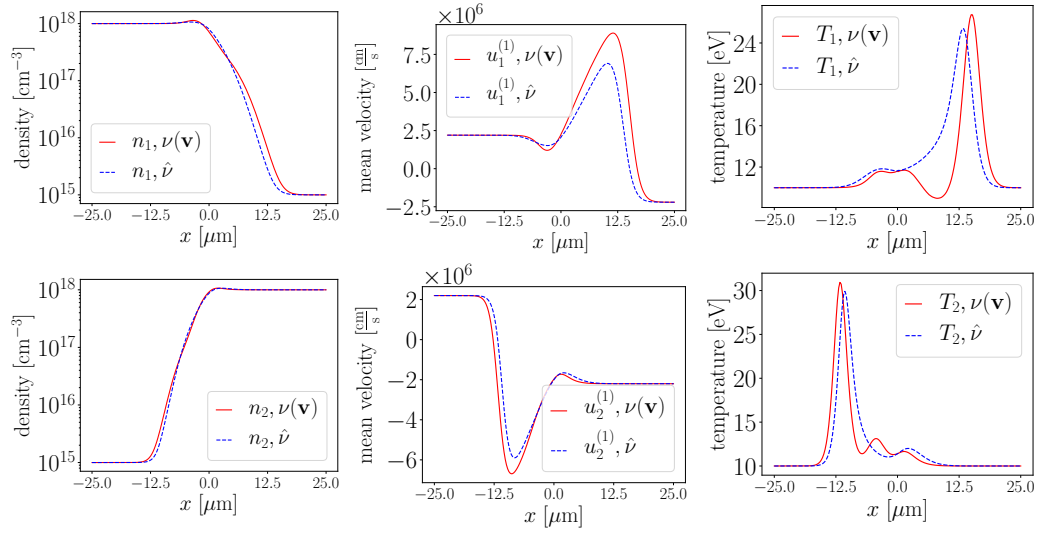 density [cm⁻³]
10¹⁸
10¹⁷
10¹⁶
10¹⁵
n₁, ν(𝐯)
n₁, ν̂
−25.0 −12.5 0.0 12.5 25.0
x [μm]
×10⁶
mean velocity [cm/s]
7.5
5.0
2.5
0.0
−2.5
u₁⁽¹⁾, ν(𝐯)
u₁⁽¹⁾, ν̂
−25.0 −12.5 0.0 12.5 25.0
x [μm]
temperature [eV]
24
20
16
12
T₁, ν(𝐯)
T₁, ν̂
−25.0 −12.5 0.0 12.5 25.0
x [μm]
density [cm⁻³]
10¹⁸
10¹⁷
10¹⁶
10¹⁵
n₂, ν(𝐯)
n₂, ν̂
−25.0 −12.5 0.0 12.5 25.0
x [μm]
×10⁶
mean velocity [cm/s]
2
0
−2
−4
−6
u₂⁽¹⁾, ν(𝐯)
u₂⁽¹⁾, ν̂
−25.0 −12.5 0.0 12.5 25.0
x [μm]
temperature [eV]
30
25
20
15
10
T₂, ν(𝐯)
T₂, ν̂
−25.0 −12.5 0.0 12.5 25.0
x [μm]